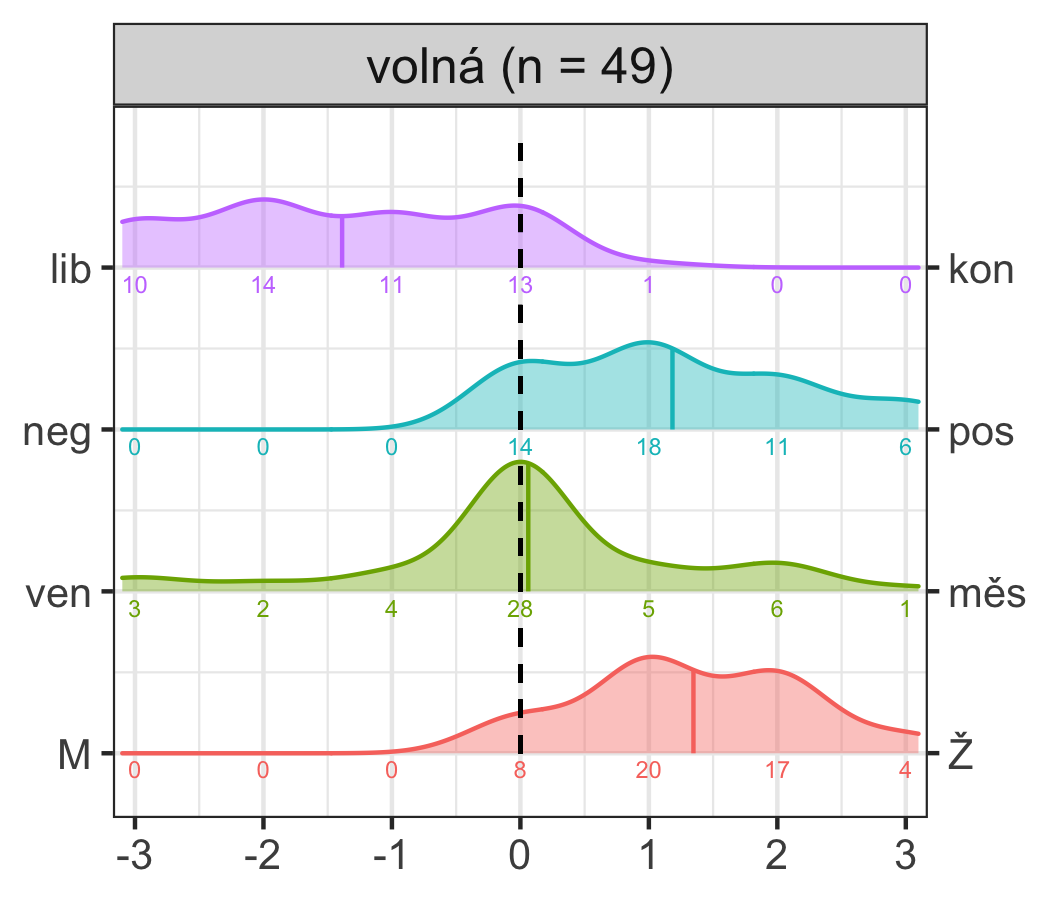 volná (n = 49)
lib kon
10 14 11 13 1 0 0
neg pos
0 0 0 14 18 11 6
ven měs
3 2 4 28 5 6 1
M Ž
0 0 0 8 20 17 4
-3 -2 -1 0 1 2 3